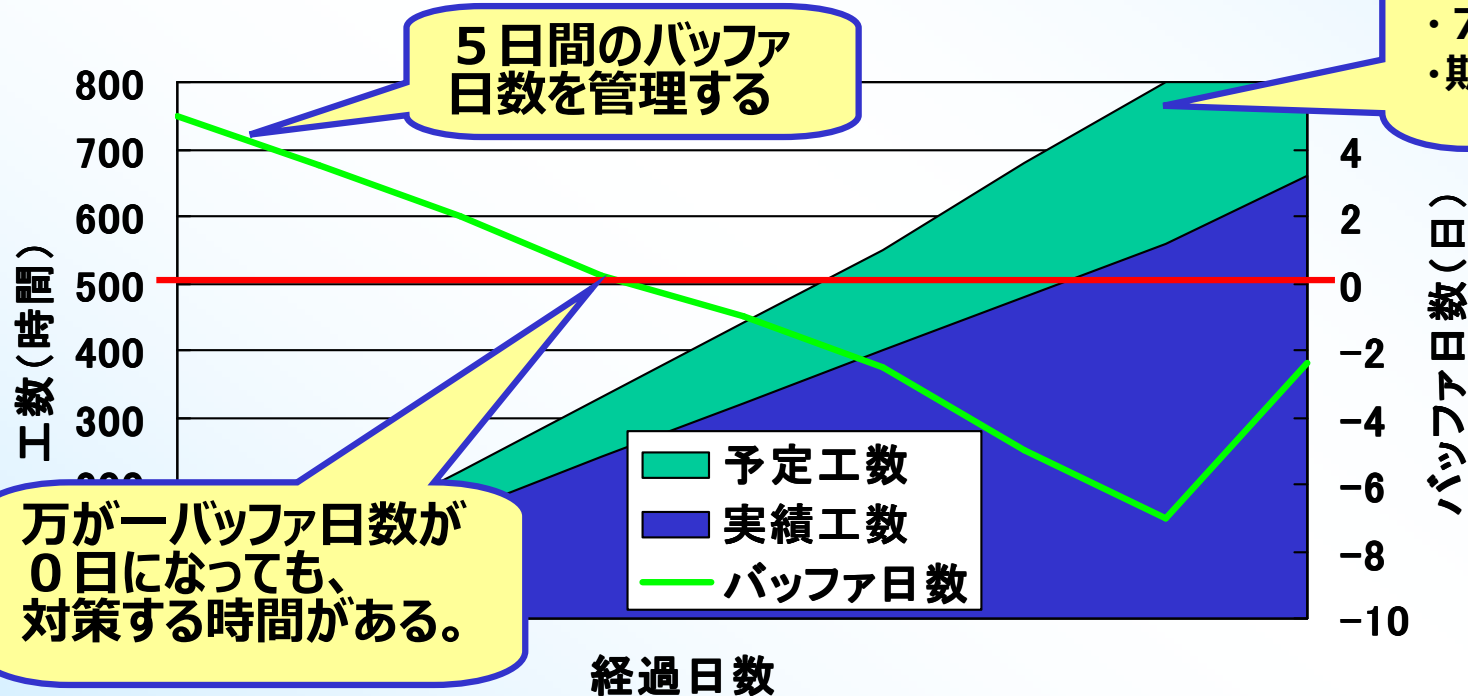 ５日間のバッファ
日数を管理する
・
・期
800
700
600
500
400
300
工数(時間)
4
2
0
-2
-4
-6
-8
-10
バッファ日数(日)
予定工数
実績工数
バッファ日数
万が一バッファ日数が
０日になっても、
対策する時間がある。
経過日数